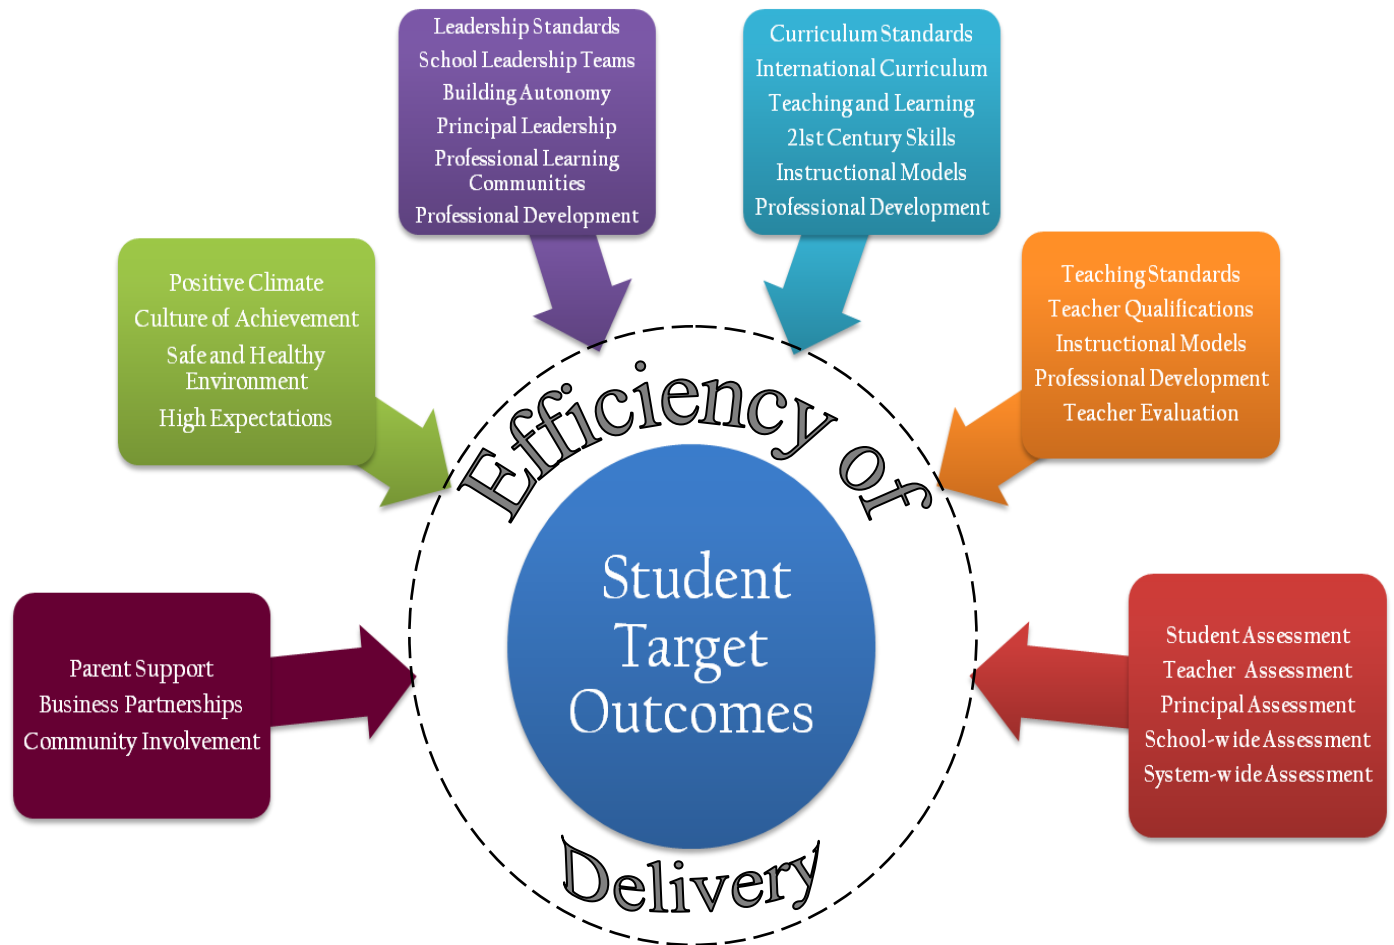 Leadership Standards
School Leadership Teams
Building Autonomy
Principal Leadership
Professional Learning
Communities
Professional Development
Curriculum Standards
International Curriculum
Teaching and Learning
21st Century Skills
Instructional Models
Professional Development
Positive Climate
Culture of Achievement
Safe and Healthy
Environment
High Expectations
Teaching Standards
Teacher Qualifications
Instructional Models
Professional Development
Teacher Evaluation
Efficiency of
Student
Target
Outcomes
Delivery
Parent Support
Business Partnerships
Community Involvement
Student Assessment
Teacher Assessment
Principal Assessment
School-wide Assessment
System-wide Assessment